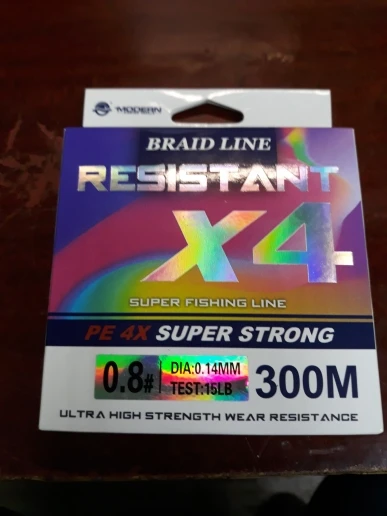 MODERN
BRAID LINE
RESISTANT
X4
SUPER FISHING LINE
PE 4X SUPER STRONG
0.8#
DIA:0.14MM
TEST:15LB
300M
ULTRA HIGH STRENGTH WEAR RESISTANCE